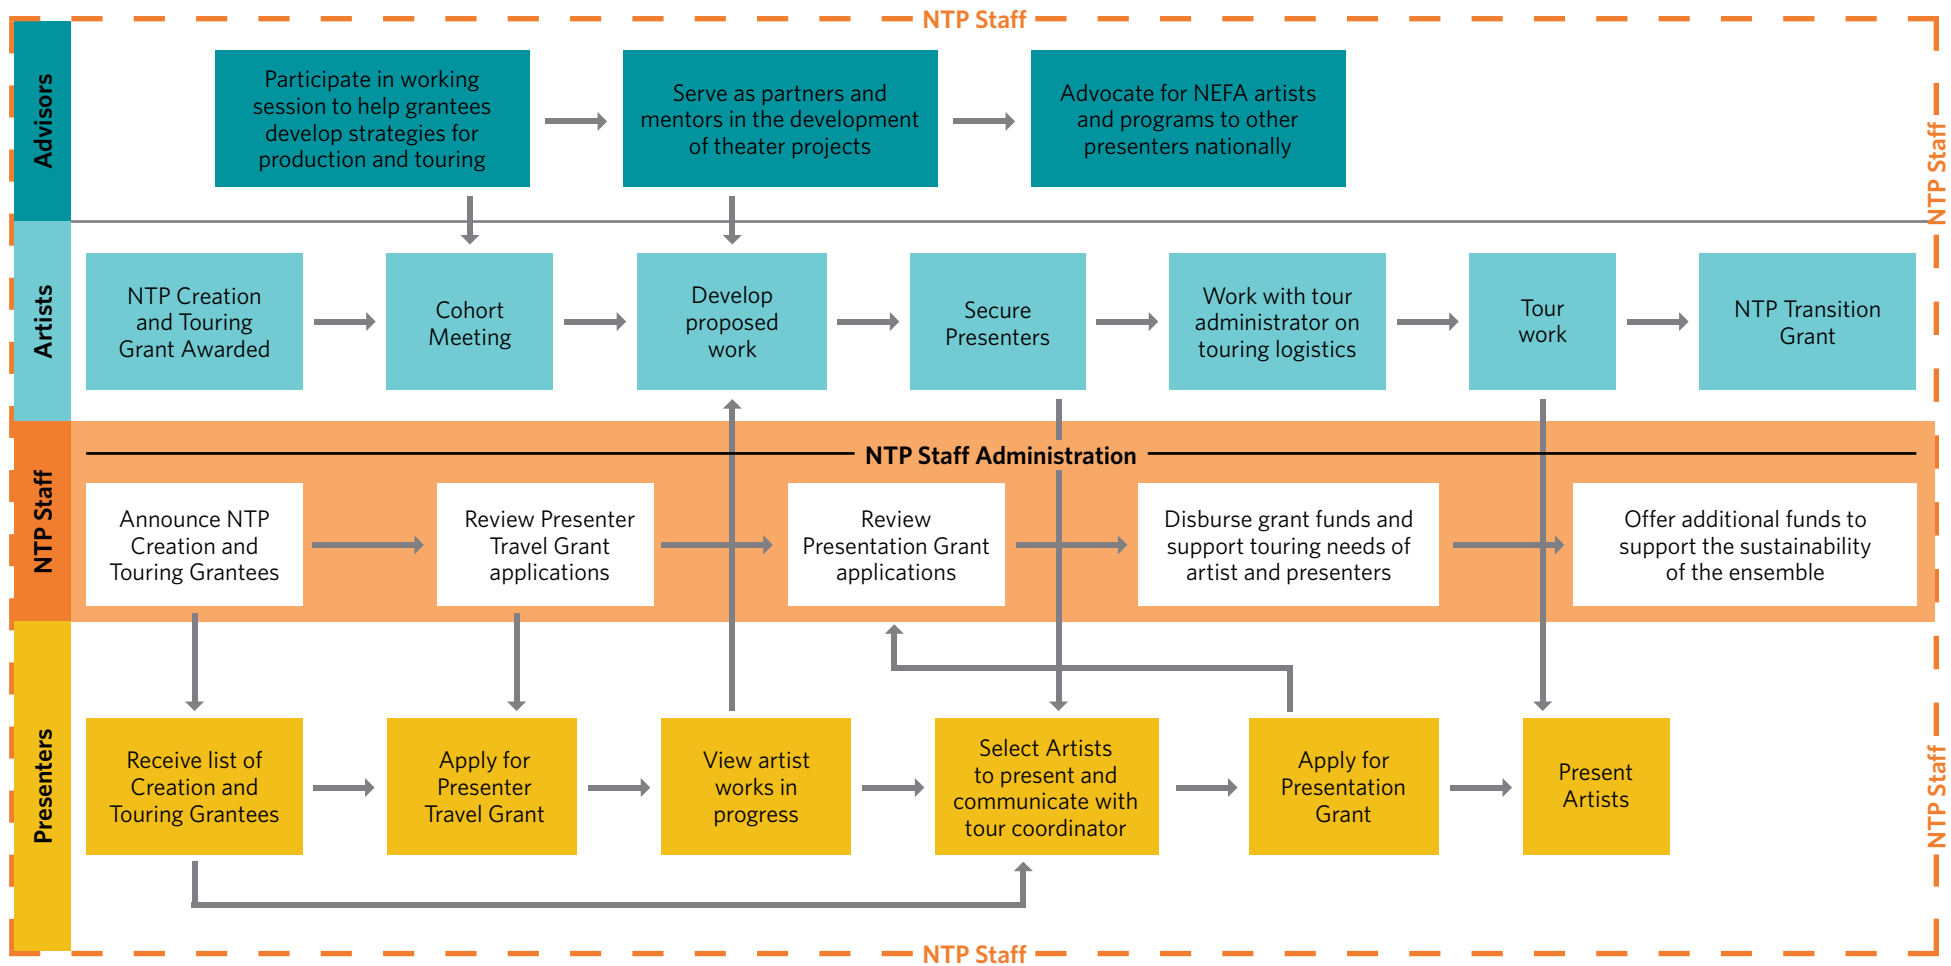 NTP Staff
Advisors
Participate in working
session to help grantees
develop strategies for
production and touring
Serve as partners and
mentors in the development
of theater projects
Advocate for NEFA artists
and programs to other
presenters nationally
NTP Staff
Artists
NTP Creation
and Touring
Grant Awarded
Cohort
Meeting
Develop
proposed
work
Secure
Presenters
Work with tour
administrator on
touring logistics
Tour
work
NTP Transition
Grant
NTP Staff
NTP Staff Administration
Announce NTP
Creation and
Touring Grantees
Review Presenter
Travel Grant
applications
Review
Presentation Grant
applications
Disburse grant funds and
support touring needs of
artist and presenters
Offer additional funds to
support the sustainability
of the ensemble
Presenters
Receive list of
Creation and
Touring Grantees
Apply for
Presenter
Travel Grant
View artist
works in
progress
Select Artists
to present and
communicate with
tour coordinator
Apply for
Presentation
Grant
Present
Artists
NTP Staff
NTP Staff